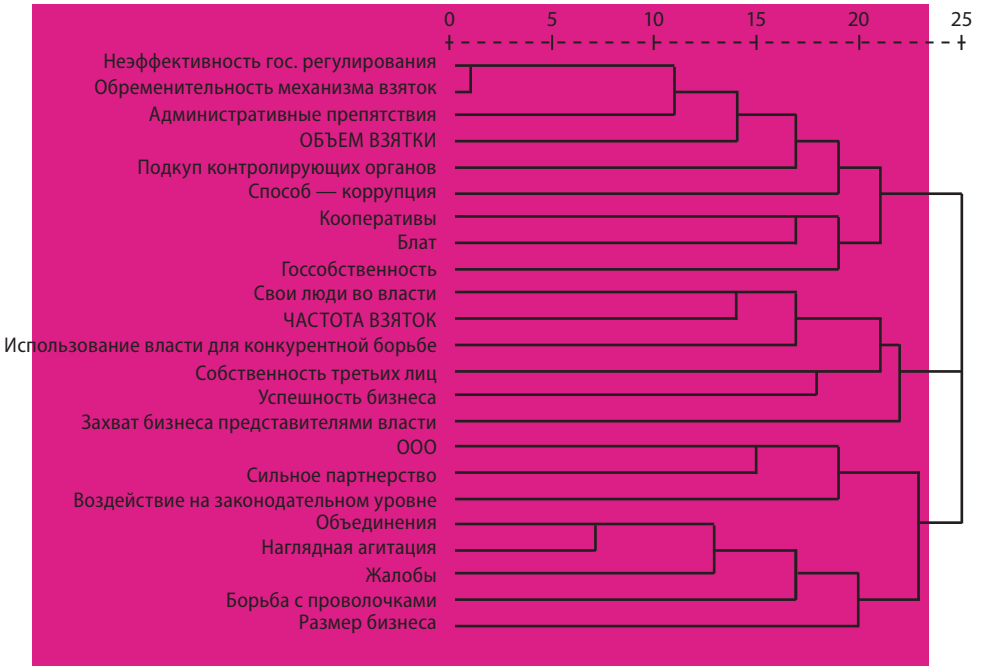 0 5 10 15 20 25
Неэффективность гос. регулирования
Обременительность механизма взяток
Административные препятствия
ОБЪЕМ ВЗЯТКИ
Подкуп контролирующих органов
Способ — коррупция
Кооперативы
Блат
Госсобственность
Свои люди во власти
ЧАСТОТА ВЗЯТОК
Использование власти для конкурентной борьбе
Собственность третьих лиц
Успешность бизнеса
Захват бизнеса представителями власти
ООО
Сильное партнерство
Воздействие на законодательном уровне
Объединения
Наглядная агитация
Жалобы
Борьба с проволочками
Размер бизнеса